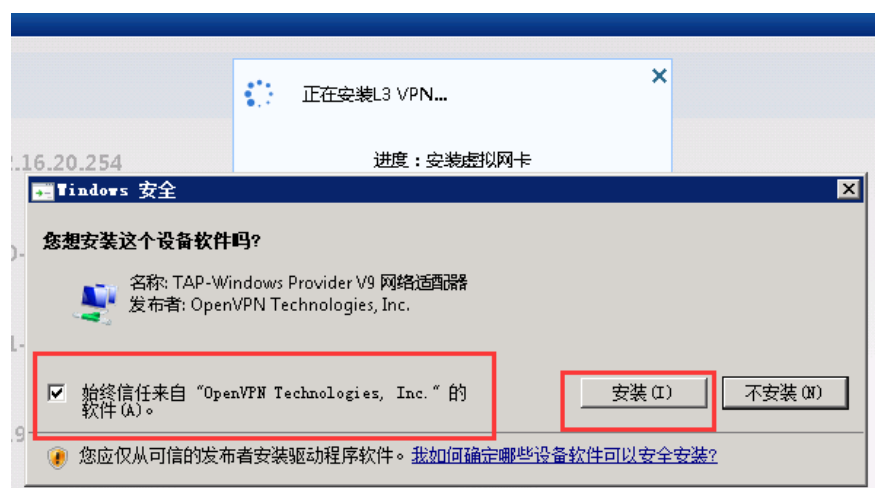 正在安装L3 VPN...
进度：安装虚拟网卡
.16.20.254
Windows 安全
您想安装这个设备软件吗?
名称: TAP-Windows Provider V9 网络适配器
发布者: OpenVPN Technologies, Inc.
始终信任来自 “OpenVPN Technologies, Inc.” 的
软件(A)。
安装(I)
不安装(N)
您应仅从可信的发布者安装驱动程序软件。我如何确定哪些设备软件可以安全安装?